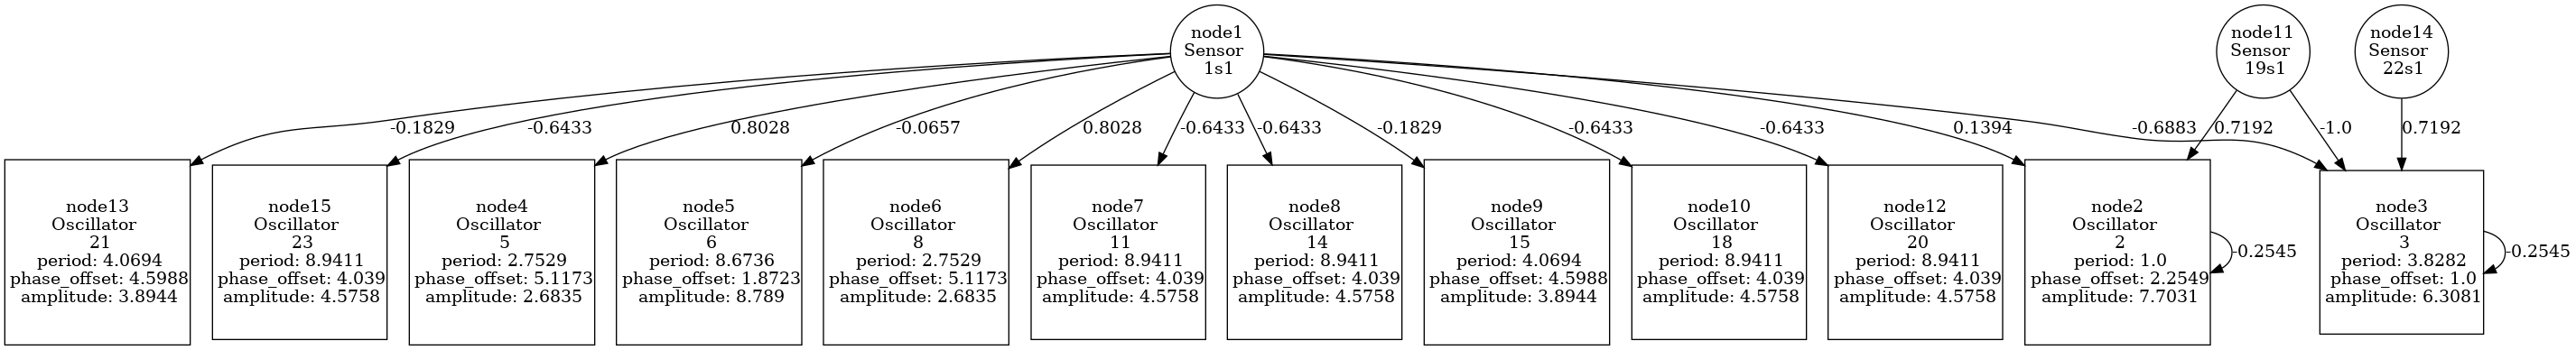 node1
Sensor
1s1
node11
Sensor
19s1
node14
Sensor
22s1
-0.1829
-0.6433
0.8028
-0.0657
0.8028
-0.6433
-0.6433
-0.1829
-0.6433
-0.6433
0.1394
-0.6883
0.7192
-1.0
0.7192
node13
Oscillator
21
period: 4.0694
phase_offset: 4.5988
amplitude: 3.8944
node15
Oscillator
23
period: 8.9411
phase_offset: 4.039
amplitude: 4.5758
node4
Oscillator
5
period: 2.7529
phase_offset: 5.1173
amplitude: 2.6835
node5
Oscillator
6
period: 8.6736
phase_offset: 1.8723
amplitude: 8.789
node6
Oscillator
8
period: 2.7529
phase_offset: 5.1173
amplitude: 2.6835
node7
Oscillator
11
period: 8.9411
phase_offset: 4.039
amplitude: 4.5758
node8
Oscillator
14
period: 8.9411
phase_offset: 4.039
amplitude: 4.5758
node9
Oscillator
15
period: 4.0694
phase_offset: 4.5988
amplitude: 3.8944
node10
Oscillator
18
period: 8.9411
phase_offset: 4.039
amplitude: 4.5758
node12
Oscillator
20
period: 8.9411
phase_offset: 4.039
amplitude: 4.5758
node2
Oscillator
2
period: 1.0
phase_offset: 2.2549
amplitude: 7.7031
-0.2545
node3
Oscillator
3
period: 3.8282
phase_offset: 1.0
amplitude: 6.3081
-0.2545